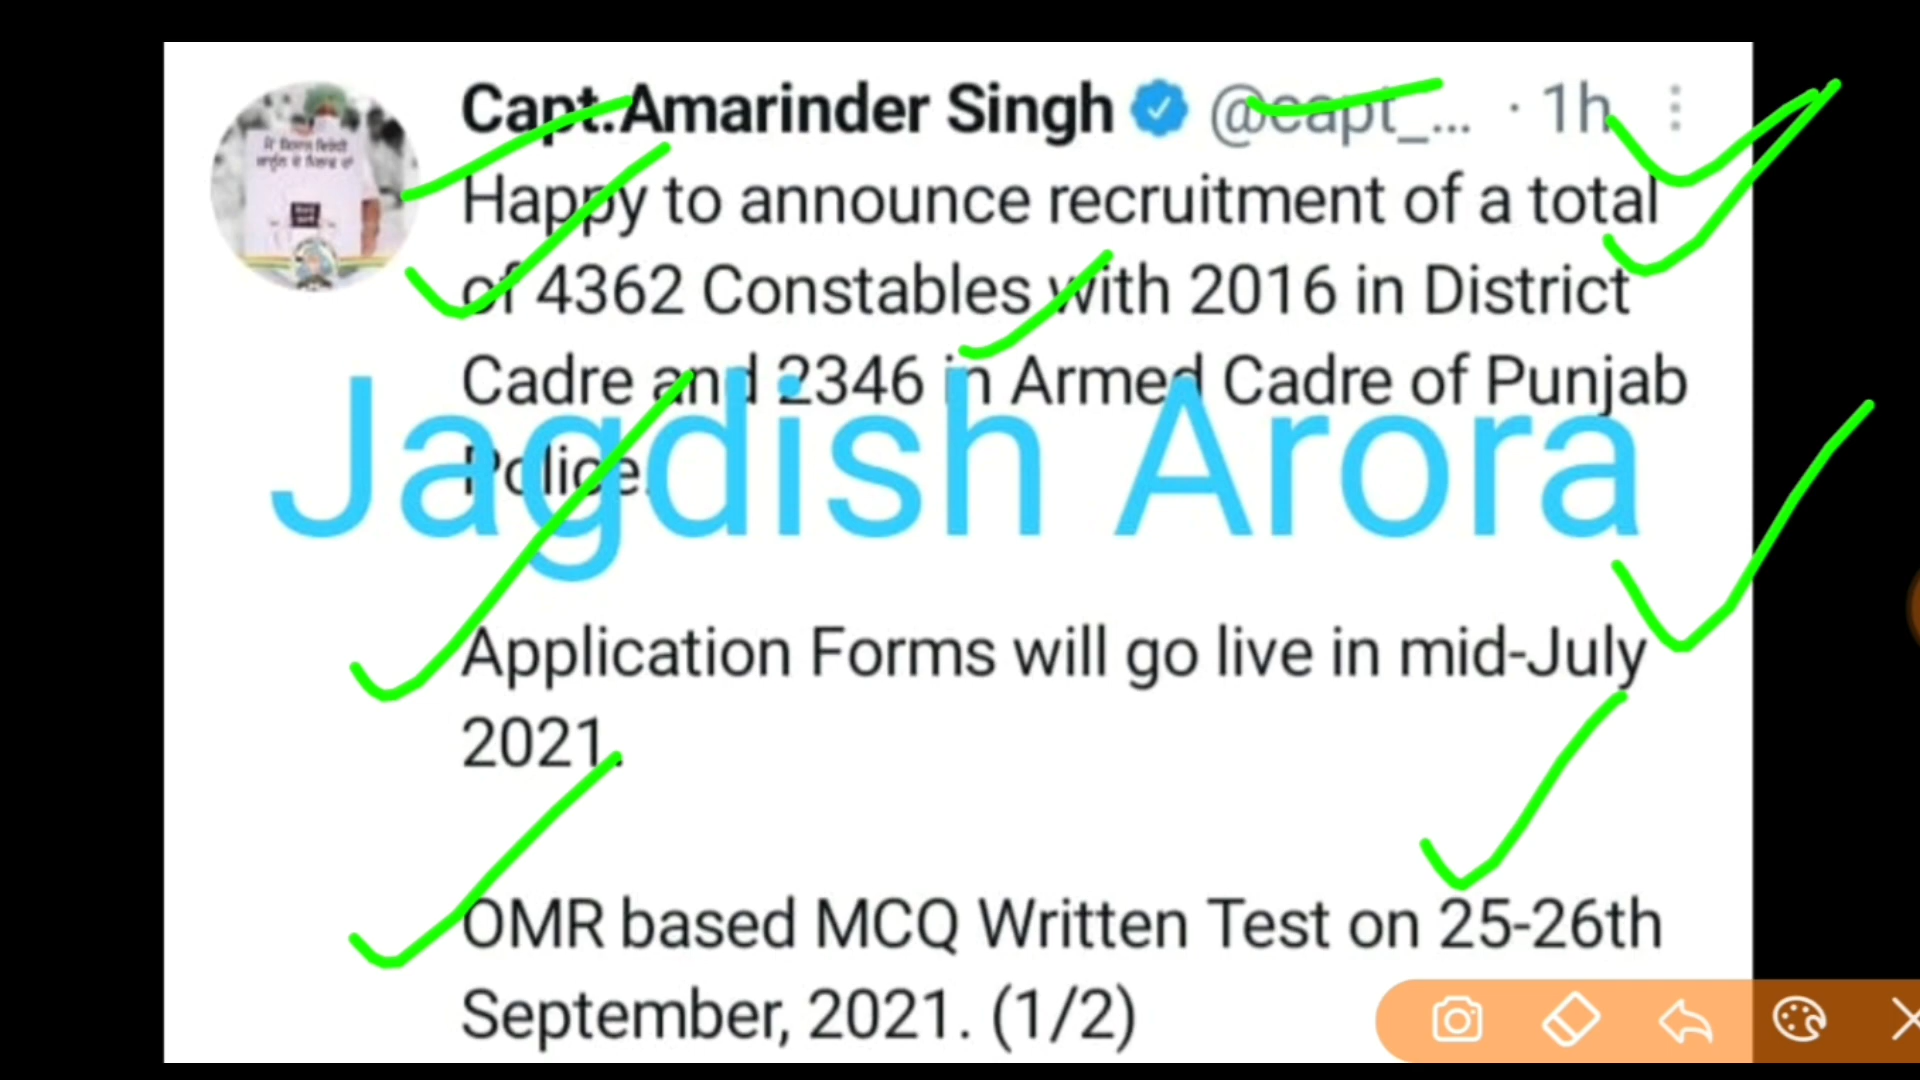 Capt.Amarinder Singh @capt_... · 1h
Happy to announce recruitment of a total
of 4362 Constables with 2016 in District
Cadre and 2346 in Armed Cadre of Punjab
Police.
Jagdish Arora
Application Forms will go live in mid-July
2021.
OMR based MCQ Written Test on 25-26th
September, 2021. (1/2)